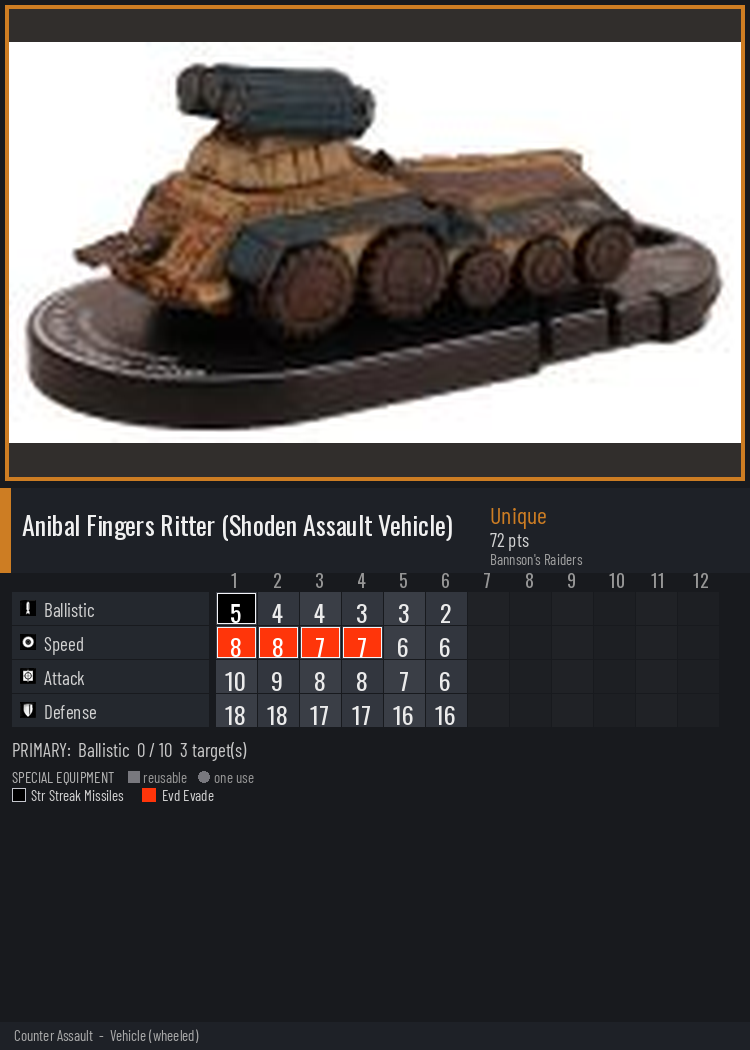 Anibal Fingers Ritter (Shoden Assault Vehicle)
Unique
72 pts
Bannson's Raiders
1 2 3 4 5 6 7 8 9 10 11 12
Ballistic 5 4 4 3 3 2
Speed 8 8 7 7 6 6
Attack 10 9 8 8 7 6
Defense 18 18 17 17 16 16
PRIMARY: Ballistic 0 / 10 3 target(s)
SPECIAL EQUIPMENT reusable one use
Str Streak Missiles Evd Evade
Counter Assault - Vehicle (wheeled)